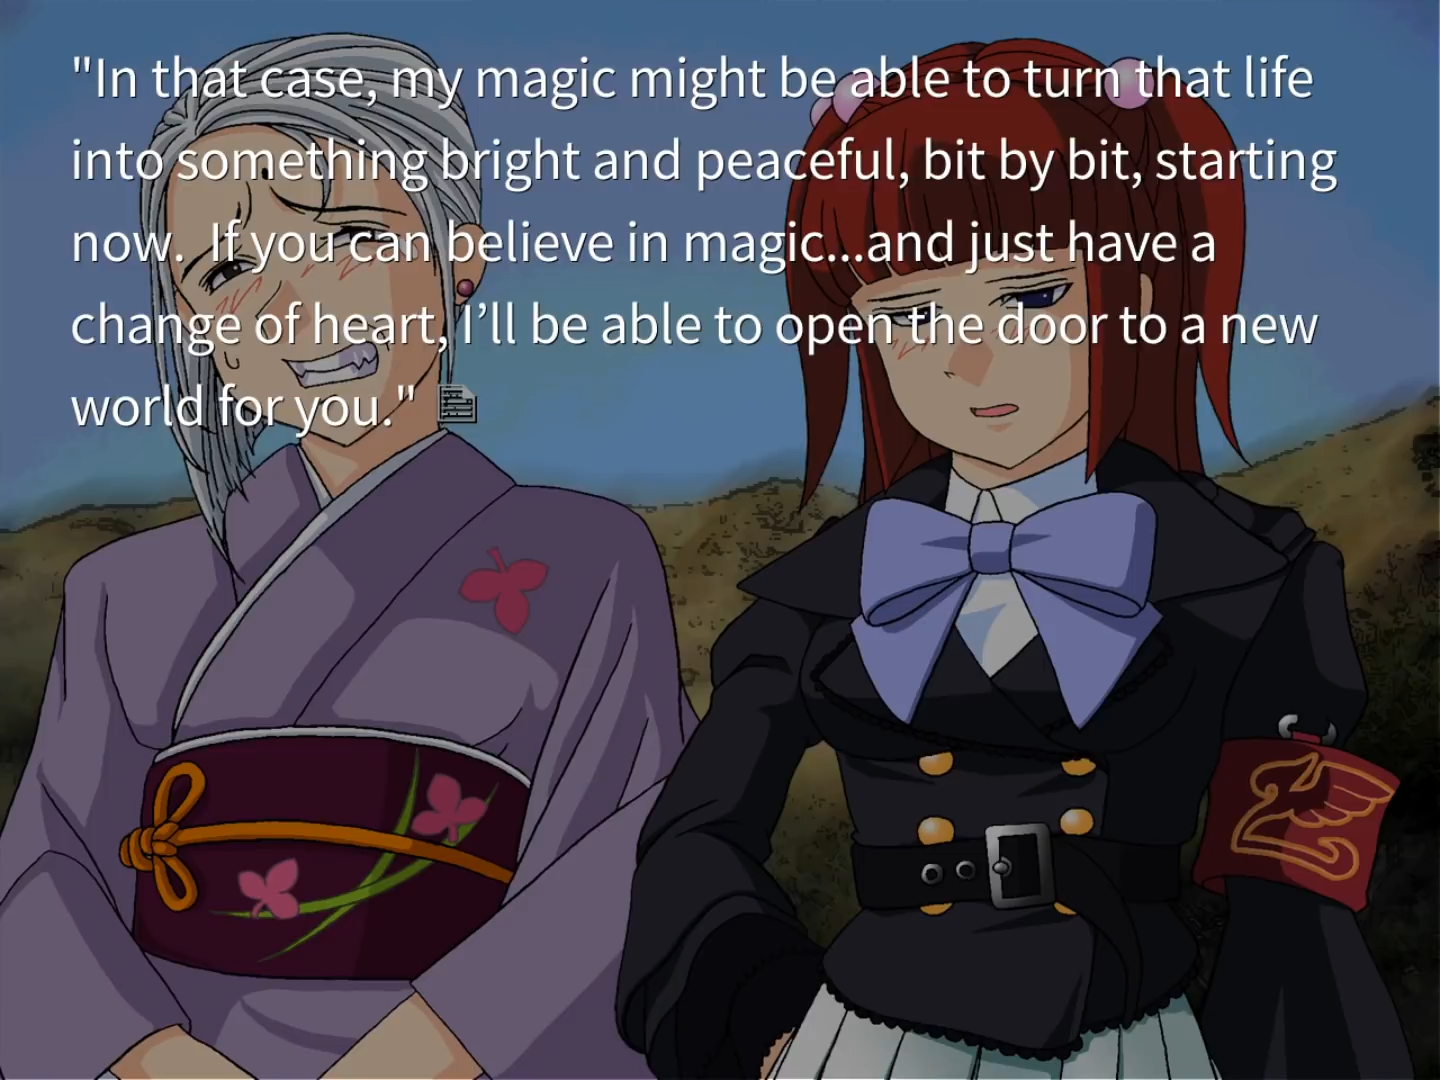 "In that case, my magic might be able to turn that life
into something bright and peaceful, bit by bit, starting
now.  If you can believe in magic...and just have a
change of heart, I’ll be able to open the door to a new
world for you."